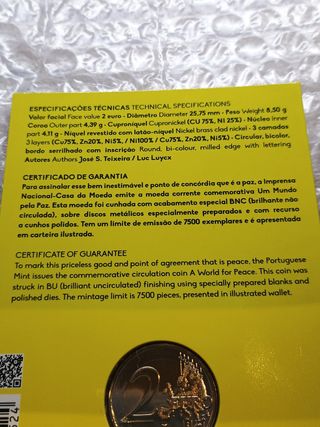 ESPECIFICAÇÕES TÉCNICAS TECHNICAL SPECIFICATIONS
Valor facial Face value 2 euro • Diâmetro Diameter 25,75 mm • Peso Weight 8,50 g
Coroa Outer part 4,39 g • Cuproníquel Cupronickel (CU 75%, NI 25%) • Núcleo Inner
part 4,11 g • Níquel revestido com latão-níquel Nickel brass clad nickel • 3 camadas
3 layers (Cu75%, Zn20%, Ni5%, / Ni100% / Cu75%, Zn20%, Ni5%) • Circular, bicolor,
bordo serrilhado com inscrição Round, bi-colour, milled edge with lettering
Autores Authors José S. Teixeira / Luc Luycx
CERTIFICADO DE GARANTIA
Para assinalar esse bem inestimável e ponto de concórdia que é a paz, a Imprensa
Nacional-Casa da Moeda emite a moeda corrente comemorativa Um Mundo
pela Paz. Esta moeda foi cunhada com acabamento especial BNC (brilhante não
circulada), sobre discos metálicos especialmente preparados e com recurso
a cunhos polidos. Tem um limite de emissão de 7500 exemplares e é apresentada
em carteira ilustrada.
CERTIFICATE OF GUARANTEE
To mark this priceless good and point of agreement that is peace, the Portuguese
Mint issues the commemorative circulation coin A World for Peace. This coin was
struck in BU (brilliant uncirculated) finishing using specially prepared blanks and
polished dies. The mintage limit is 7500 pieces, presented in illustrated wallet.
2